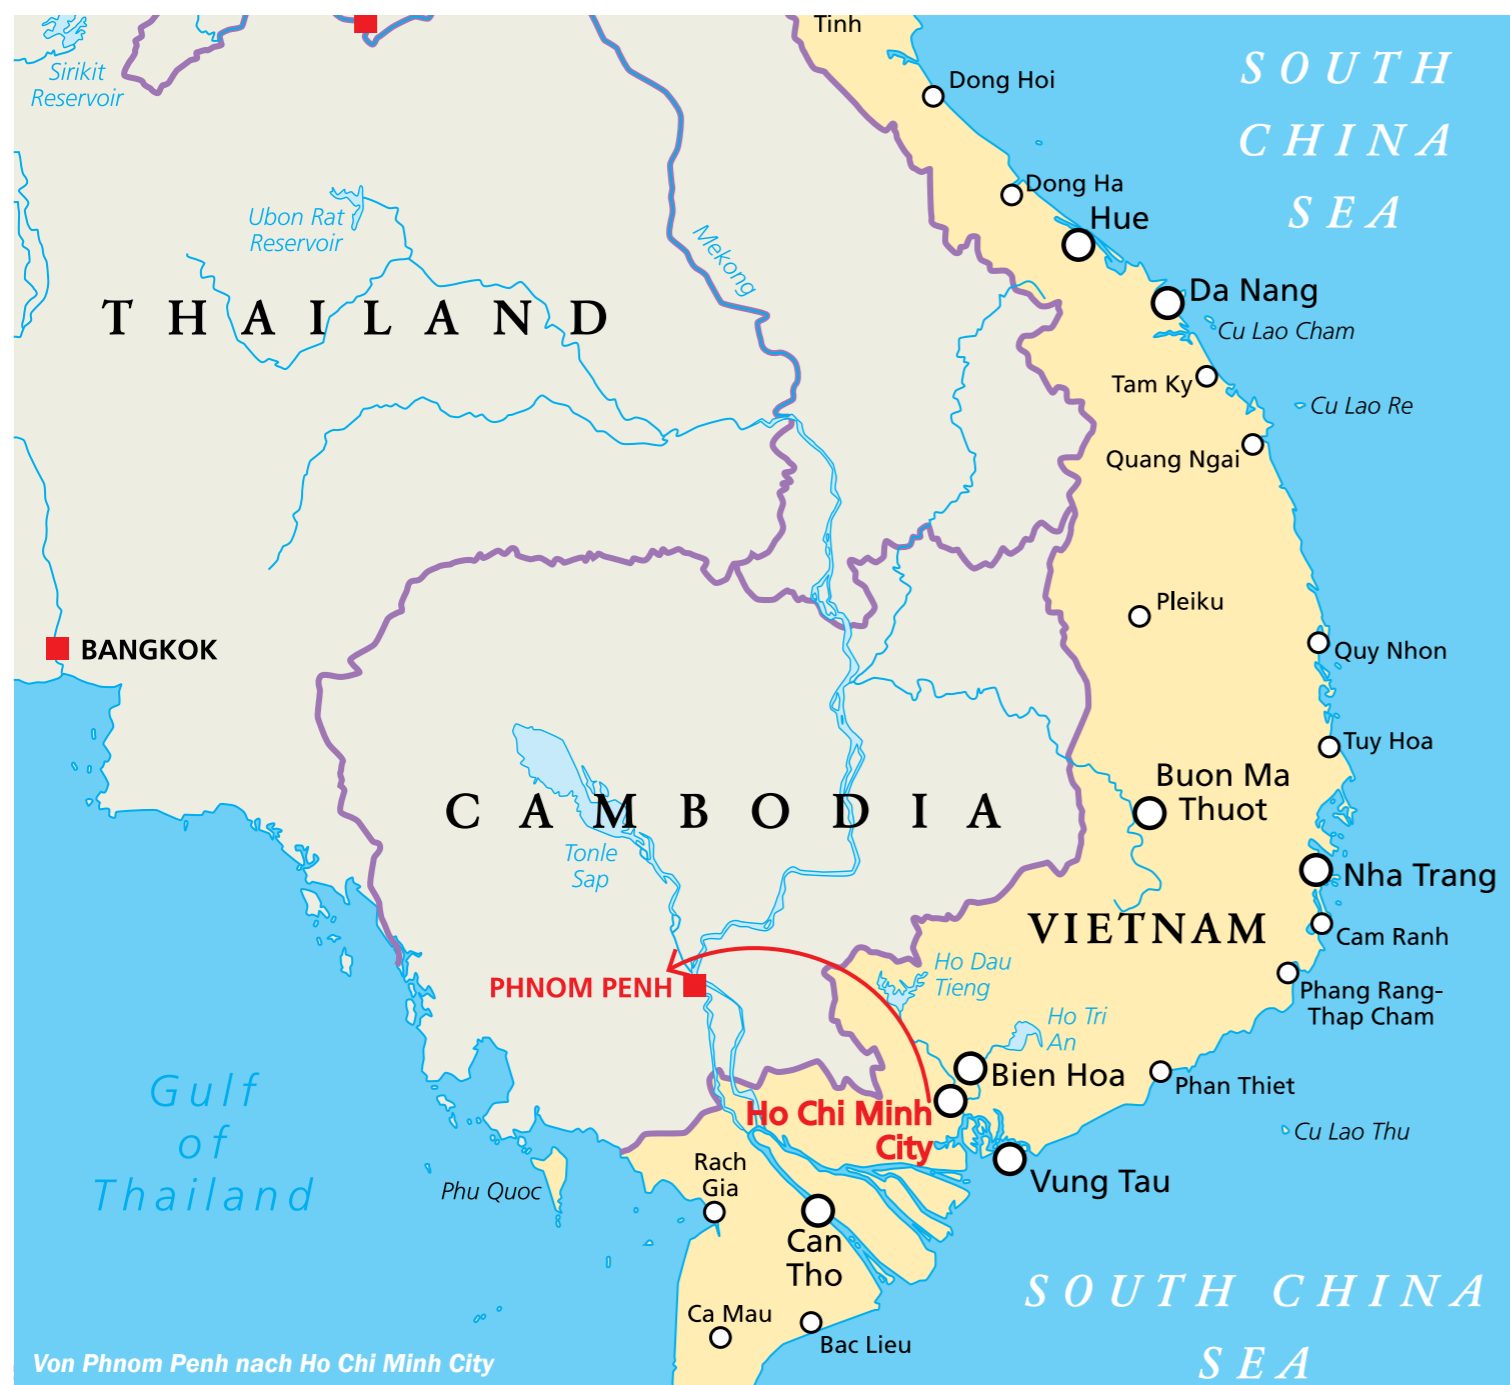 Tinh
SOUTH
CHINA
SEA
Sirikit
Reservoir
Dong Hoi
Dong Ha
Hue
Ubon Rat
Reservoir
Mekong
THAILAND
Da Nang
Cu Lao Cham
Tam Ky
Cu Lao Re
Quang Ngai
Pleiku
BANGKOK
Quy Nhon
Tuy Hoa
Buon Ma
Thuot
CAMBODIA
Tonle
Sap
Nha Trang
VIETNAM
Cam Ranh
Ho Dau
Tieng
PHNOM PENH
Phang Rang-
Thap Cham
Ho Tri
An
Bien Hoa
Phan Thiet
Gulf
of
Thailand
Ho Chi Minh
City
Cu Lao Thu
Rach
Gia
Phu Quoc
Vung Tau
Can
Tho
SOUTH CHINA
SEA
Ca Mau
Bac Lieu
Von Phnom Penh nach Ho Chi Minh City